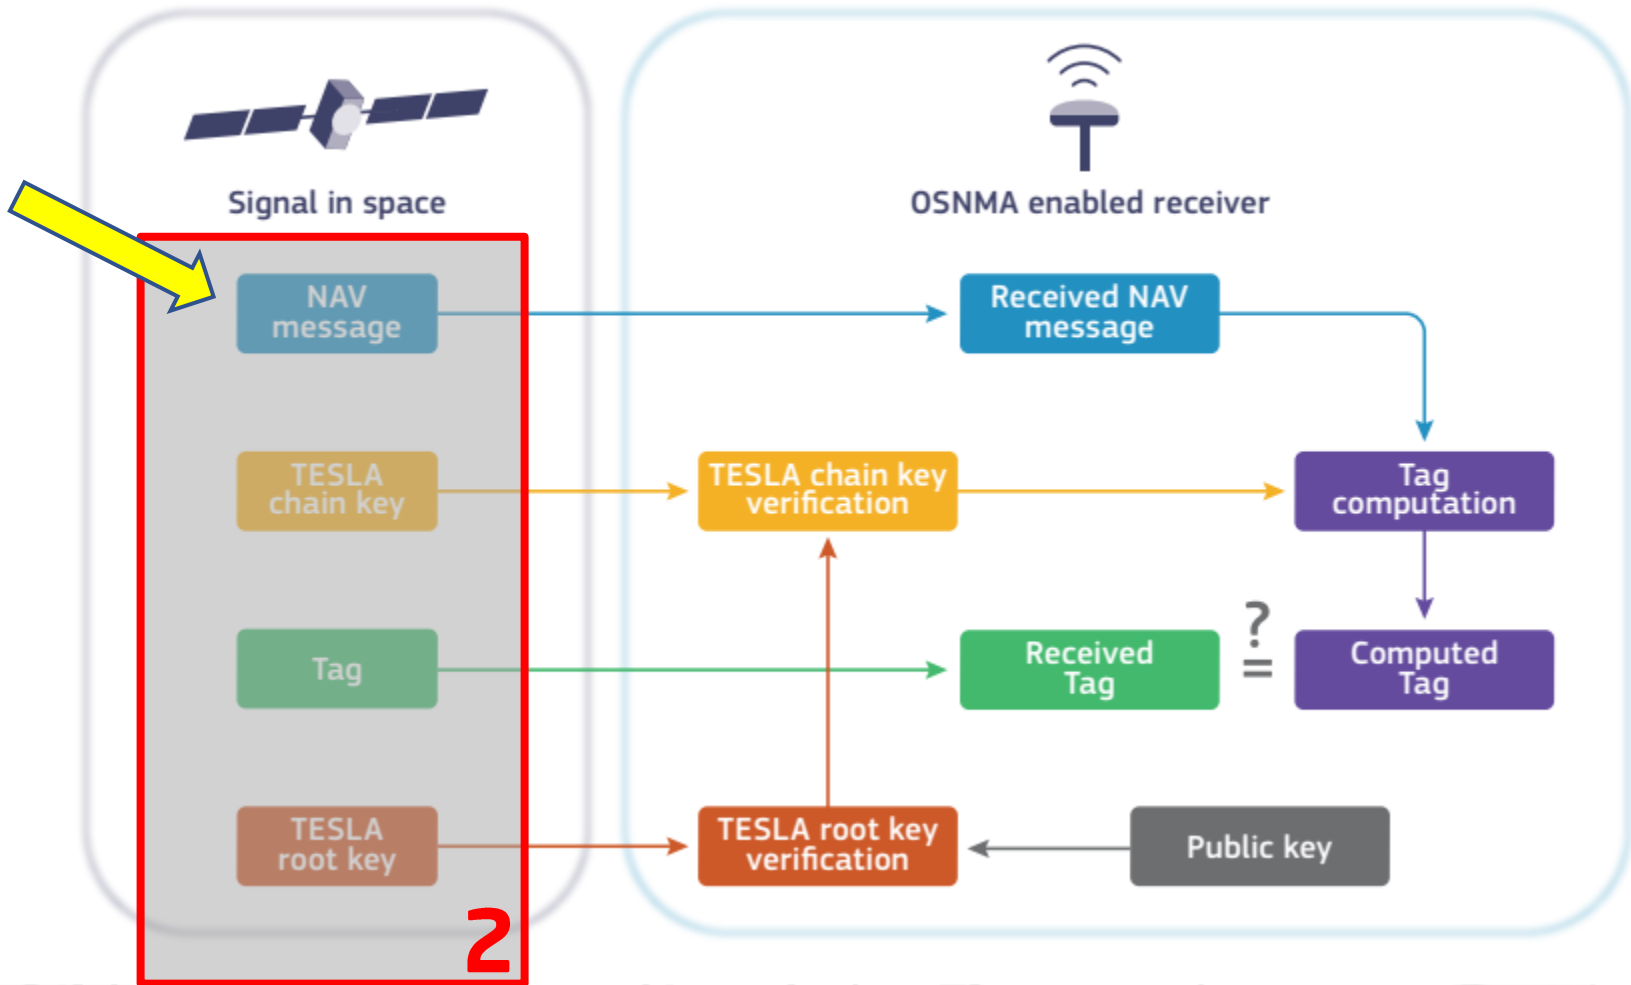 Signal in space
OSNMA enabled receiver
NAV
message
Received NAV
message
TESLA
chain key
TESLA chain key
verification
Tag
computation
Tag
Received
Tag
?
=
Computed
Tag
TESLA
root key
TESLA root key
verification
Public key
2